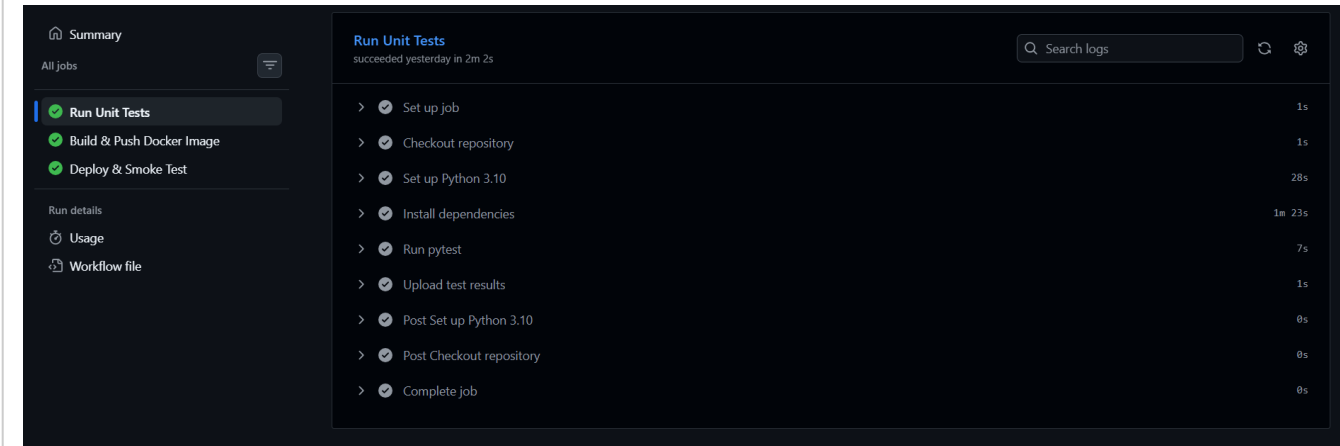 Summary
All jobs
Run Unit Tests
Build & Push Docker Image
Deploy & Smoke Test
Run details
Usage
Workflow file
Run Unit Tests
succeeded yesterday in 2m 2s
Search logs
Set up job 1s
Checkout repository 1s
Set up Python 3.10 28s
Install dependencies 1m 23s
Run pytest 7s
Upload test results 1s
Post Set up Python 3.10 0s
Post Checkout repository 0s
Complete job 0s